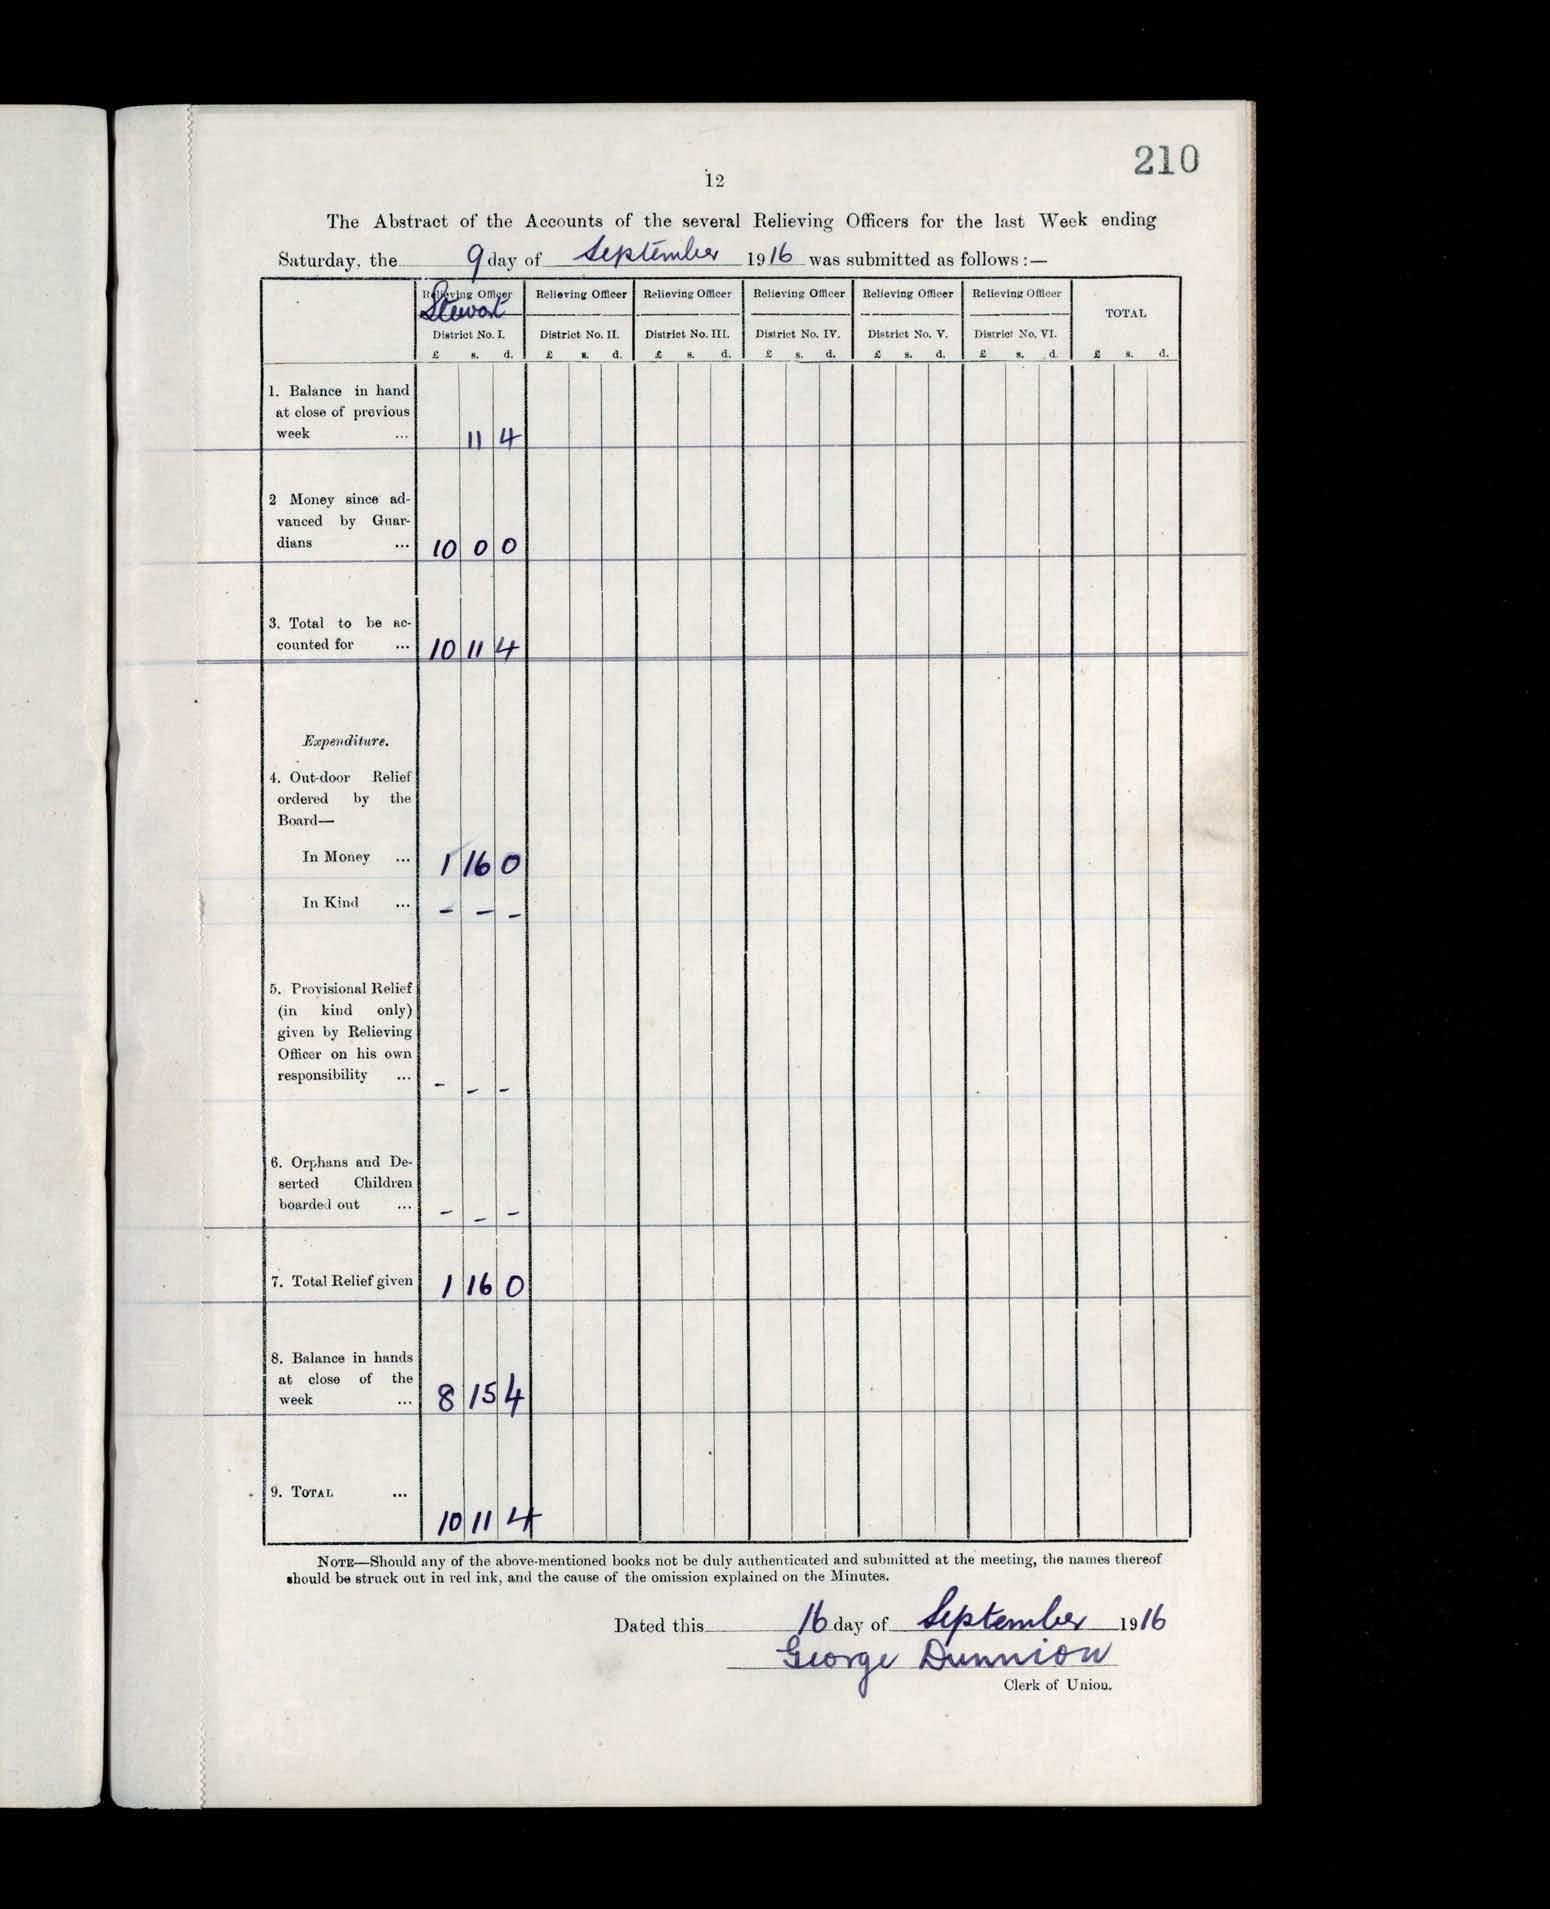 210
12
The Abstract of the Accounts of the several Relieving Officers for the last Week ending
Saturday, the 9 day of September 1916 was submitted as follows :—
Relieving Officer Relieving Officer Relieving Officer Relieving Officer Relieving Officer Relieving Officer TOTAL
Stewart
District No. I. District No. II. District No. III. District No. IV. District No. V. District No. VI.
£ s. d. £ s. d. £ s. d. £ s. d. £ s. d. £ s. d. £ s. d.
1. Balance in hand
at close of previous
week ... 11 4
2 Money since ad-
vanced by Guar-
dians ... 10 0 0
3. Total to be ac-
counted for ... 10 11 4
Expenditure.
4. Out-door Relief
ordered by the
Board—
In Money ... 1 16 0
In Kind ... – – –
5. Provisional Relief
(in kind only)
given by Relieving
Officer on his own
responsibility ... – – –
6. Orphans and De-
serted Children
boarded out ... – – –
7. Total Relief given 1 16 0
8. Balance in hands
at close of the
week ... 8 15 4
9. TOTAL ... 10 11 4
NOTE—Should any of the above-mentioned books not be duly authenticated and submitted at the meeting, the names thereof
should be struck out in red ink, and the cause of the omission explained on the Minutes.
Dated this 16 day of September 1916
George Dunnion
Clerk of Union.